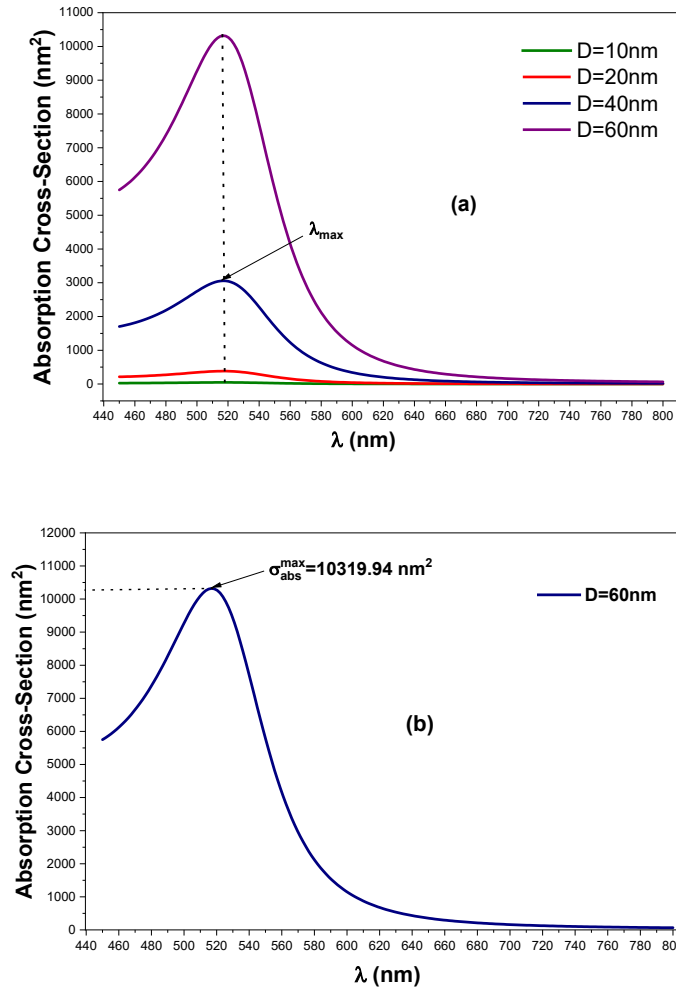 11000
10000
9000
8000
7000
6000
5000
4000
3000
2000
1000
0
Absorption Cross-Section (nm²)
D=10nm
D=20nm
D=40nm
D=60nm
(a)
λmax
440 460 480 500 520 540 560 580 600 620 640 660 680 700 720 740 760 780 800
λ (nm)
12000
11000
10000
9000
8000
7000
6000
5000
4000
3000
2000
1000
0
Absorption Cross-Section (nm²)
σ_abs^max=10319.94 nm²
D=60nm
(b)
440 460 480 500 520 540 560 580 600 620 640 660 680 700 720 740 760 780 
λ (nm)